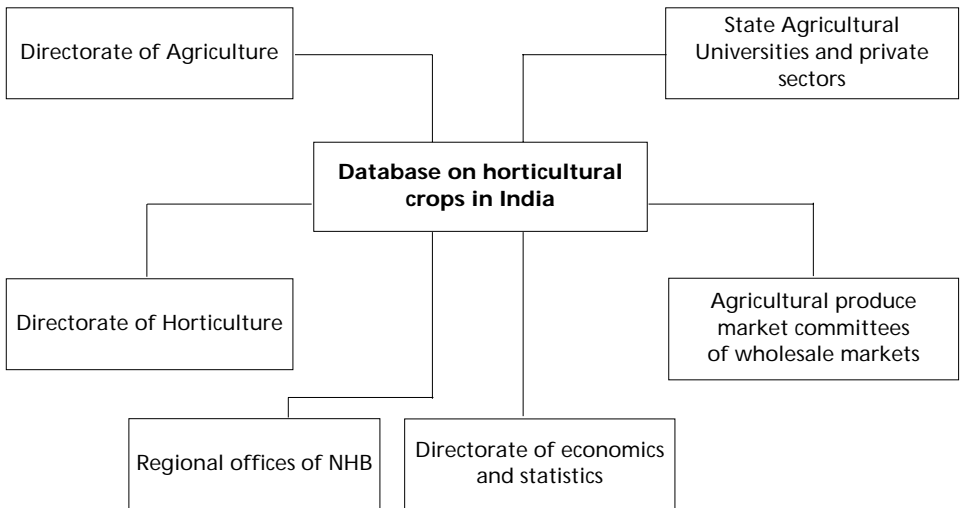 Directorate of Agriculture
State Agricultural
Universities and private
sectors
Database on horticultural
crops in India
Directorate of Horticulture
Agricultural produce
market committees
of wholesale markets
Regional offices of NHB
Directorate of economics
and statistics